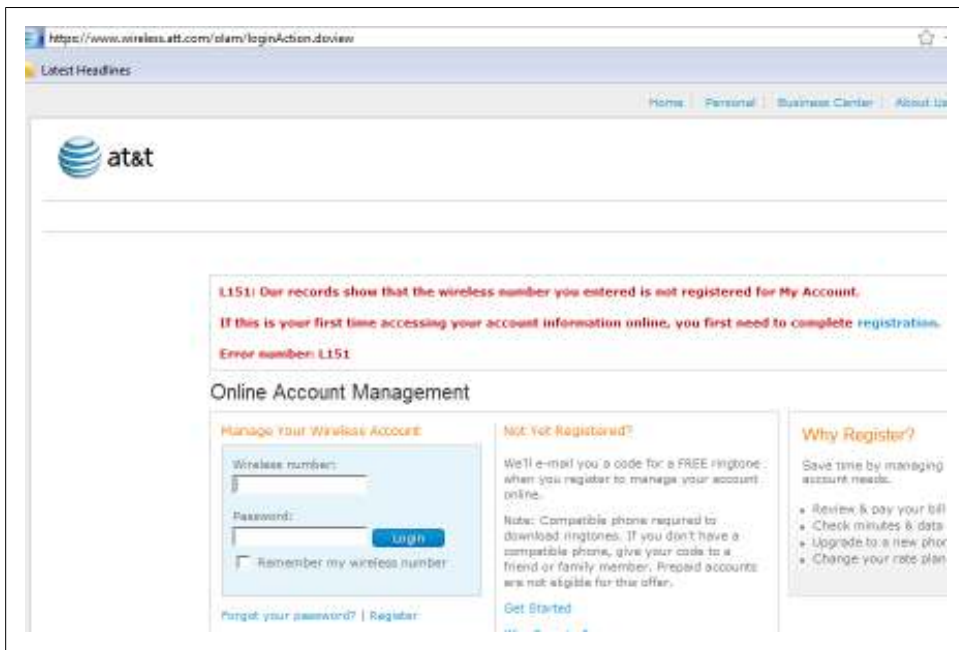 https://www.wireless.att.com/olam/loginAction.doview
Latest Headlines
Home | Personal | Business Center | About Us
at&t
L151: Our records show that the wireless number you entered is not registered for My Account.
If this is your first time accessing your account information online, you first need to complete registration.
Error number: L151
Online Account Management
Manage Your Wireless Account
Wireless number:
Password:
Login
Remember my wireless number
Forgot your password? | Register
Not Yet Registered?
We'll e-mail you a code for a FREE ringtone
when you register to manage your account
online.
Note: Compatible phone required to
download ringtones. If you don't have a
compatible phone, give your code to a
friend or family member. Prepaid accounts
are not eligible for this offer.
Get Started
Why Register?
Save time by managing
account needs.
• Review & pay your bill
• Check minutes & data
• Upgrade to a new phon
• Change your rate plan